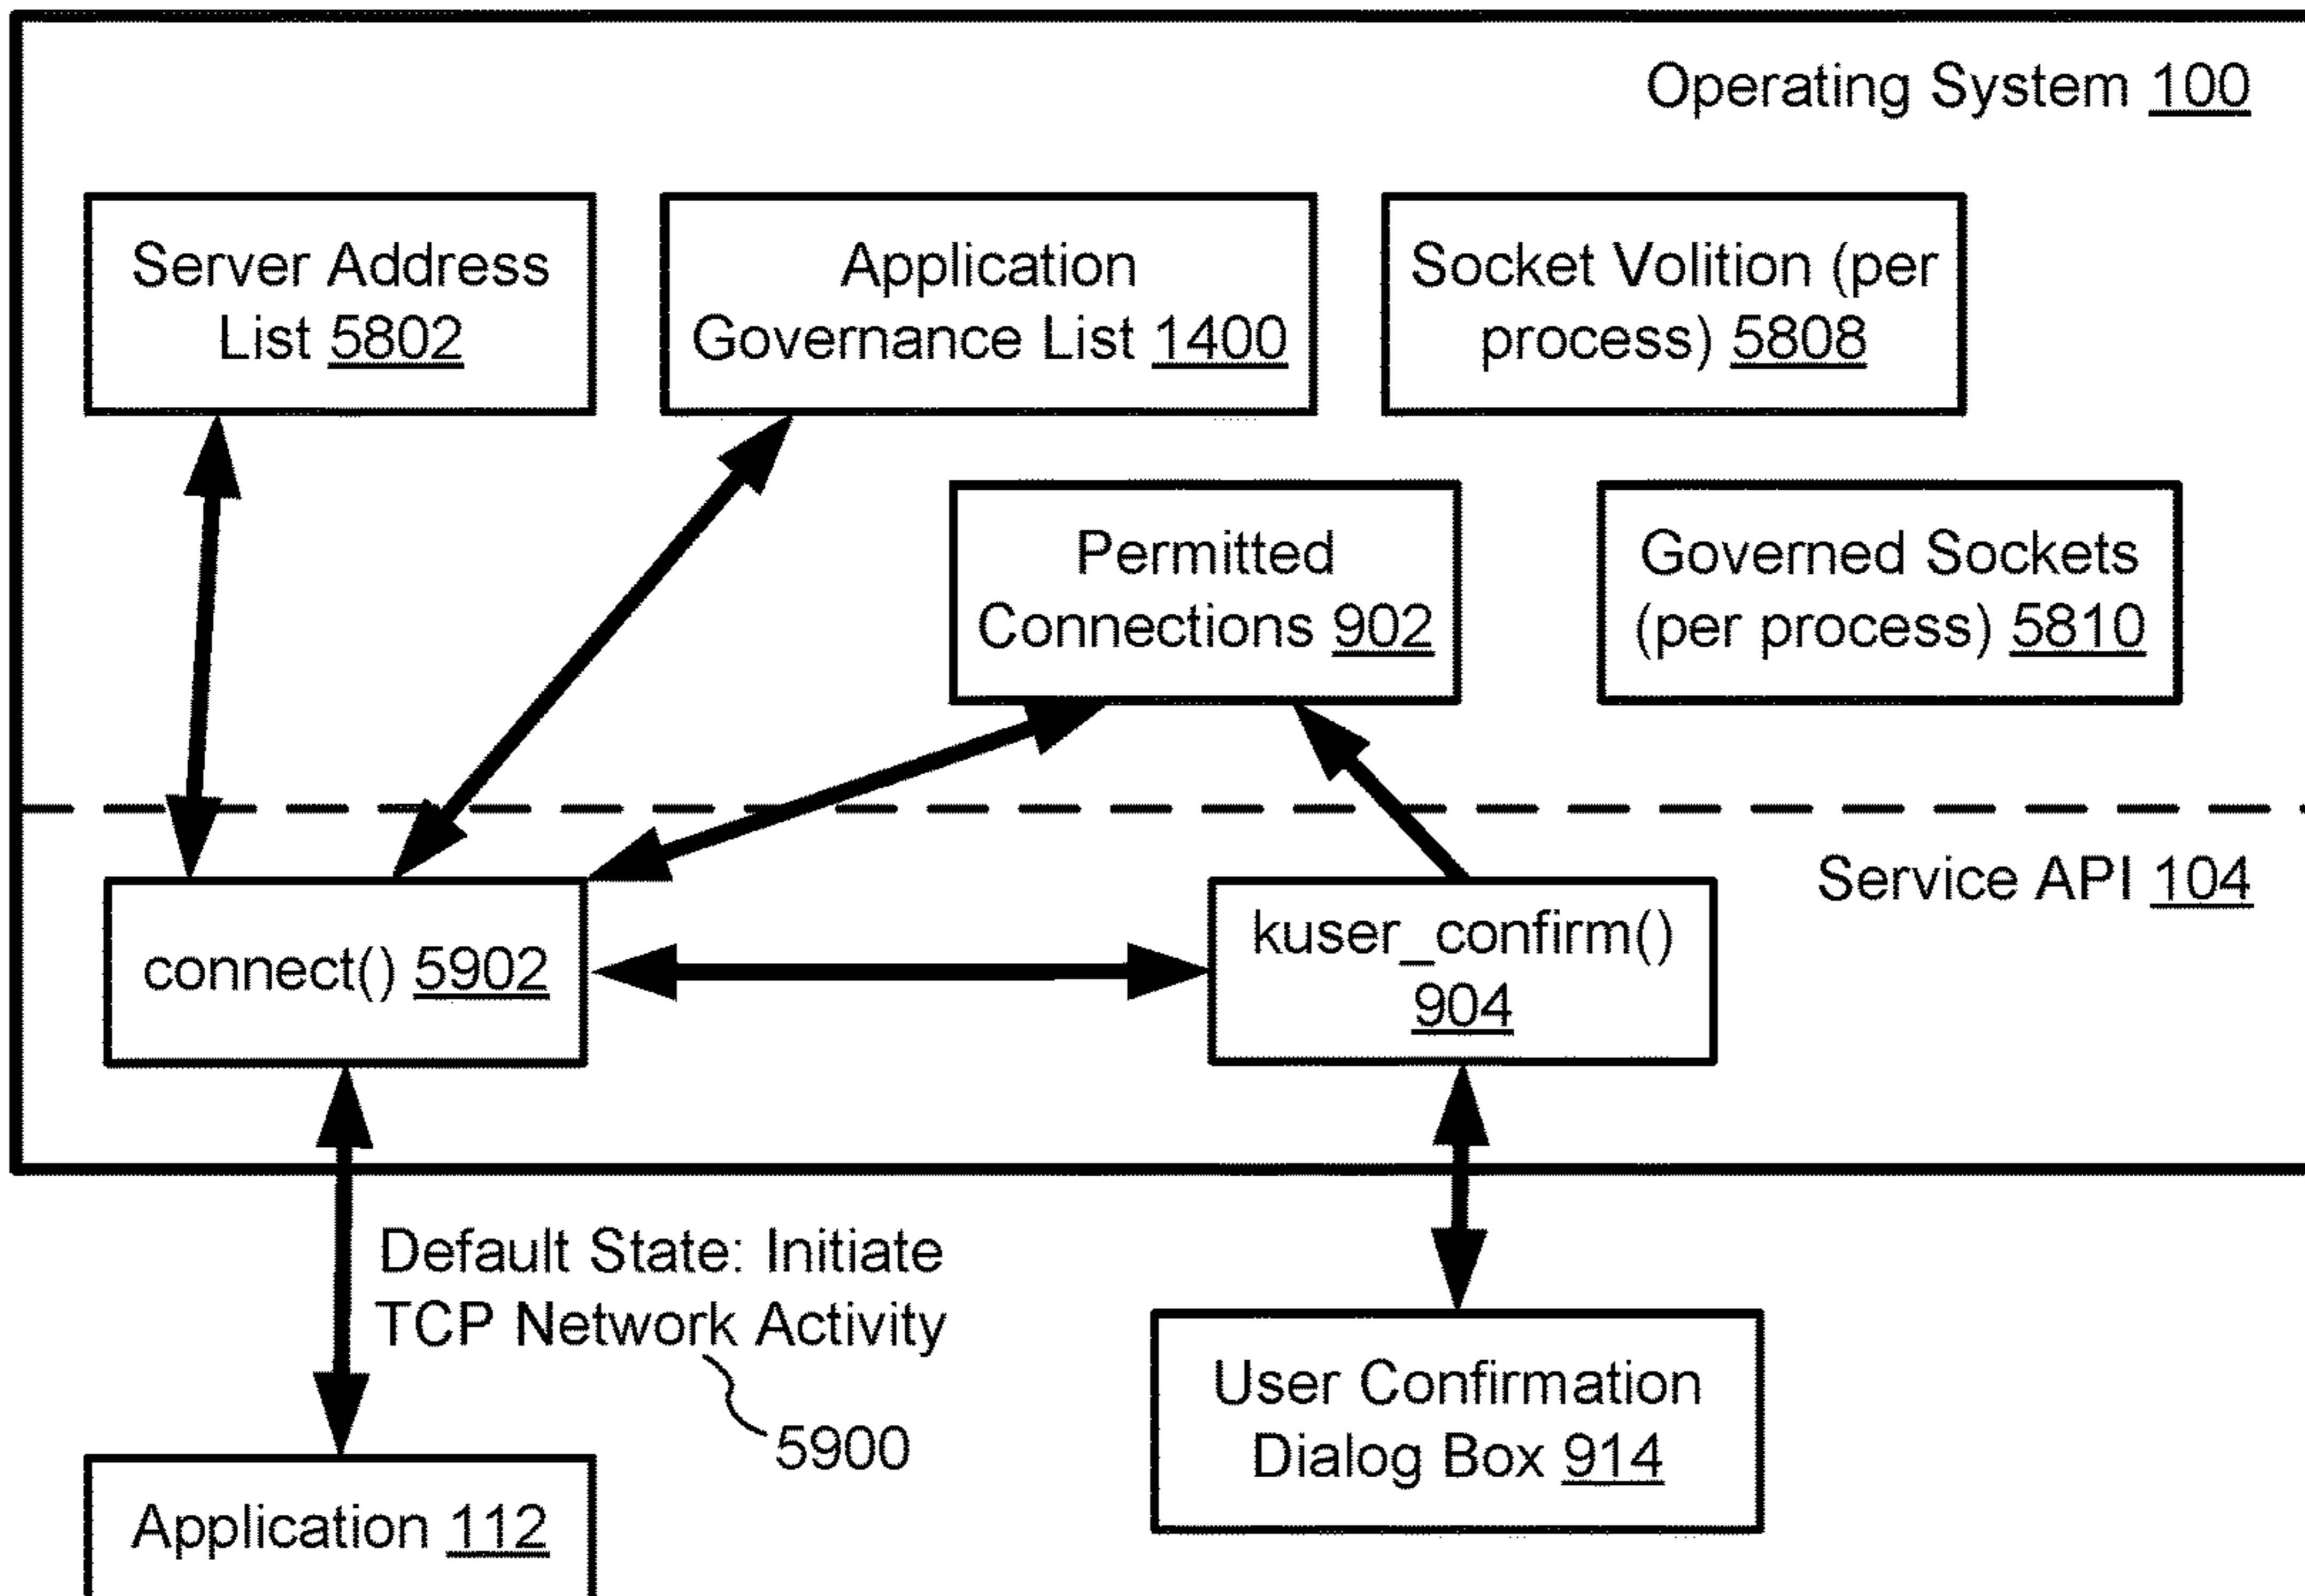 Operating System 100
Server Address
List 5802
Application
Governance List 1400
Socket Volition (per
process) 5808
Permitted
Connections 902
Governed Sockets
(per process) 5810
Service API 104
connect() 5902
kuser_confirm()
904
Default State: Initiate
TCP Network Activity
5900
User Confirmation
Dialog Box 914
Application 112